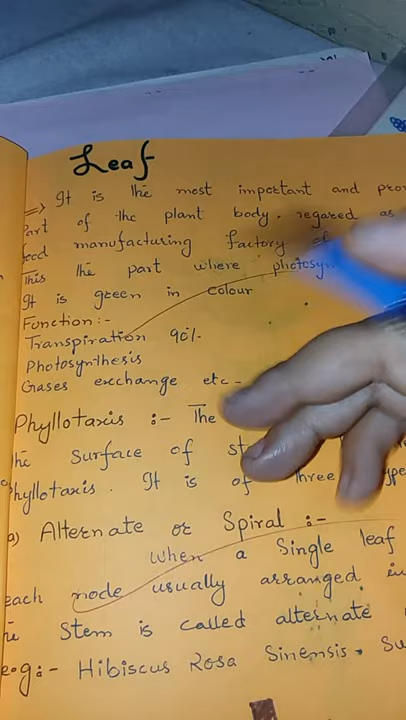 Leaf
=> It is the most important and
Part of the plant body. regared as
food manufacturing factory of
This the part where photosyn
It is green in colour
Function :-
Transpiration 90%.
Photosynthesis
Gases exchange etc -
Phyllotaxis :- The
the Surface of
Phyllotaxis. It is of three
a) Alternate or Spiral :-
when a Single leaf
each node usually arranged in
the Stem is called alternate
e.g:- Hibiscus Rosa Sinensis.